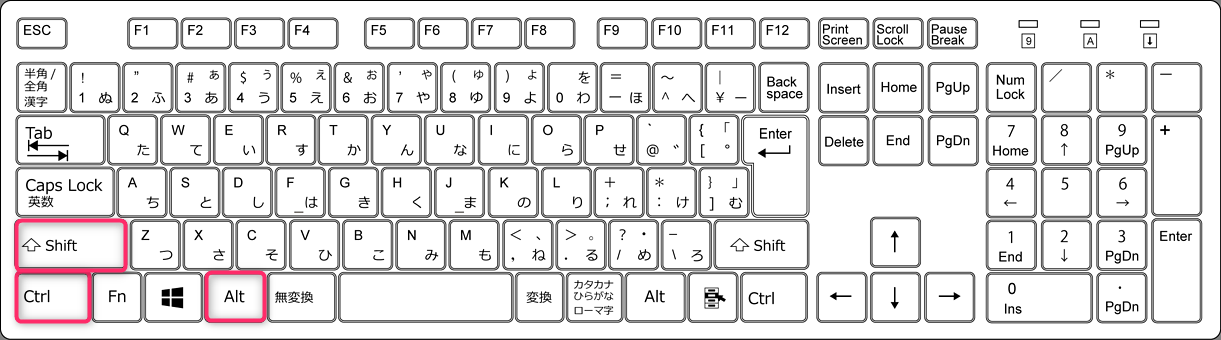 ESC F1 F2 F3 F4 F5 F6 F7 F8 F9 F10 F11 F12 Print Screen Scroll Lock Pause Break 9 A ⬇
半角/全角 漢字 ! 1 ぬ " 2 ふ # ぁ 3 あ $ ぅ 4 う % ぇ 5 え & ぉ 6 お ' ゃ 7 や ( ゅ 8 ゆ ) ょ 9 よ を 0 わ = ー ほ ～ ^ へ | ¥ ー Back space Insert Home PgUp Num Lock ／ ＊ －
Tab Q た W て E い R す T か Y ん U な I に O ら P せ ` @ ゛ { 「 [ ゜ Enter Delete End PgDn 7 Home 8 ↑ 9 PgUp +
Caps Lock 英数 A ち S と D し F _は G き H く J _ま K の L り + ; れ * : け } 」 ] む 4 ← 5 6 →
Shift Z つ X さ C そ V ひ B こ N み M も < 、 , ね > 。 . る ? ・ / め _ \ ろ Shift ↑ 1 End 2 ↓ 3 PgDn Enter
Ctrl Fn Alt 無変換 変換 カタカナ ひらがな ローマ字 Alt Ctrl ← ↓ → 0 Ins . PgDn